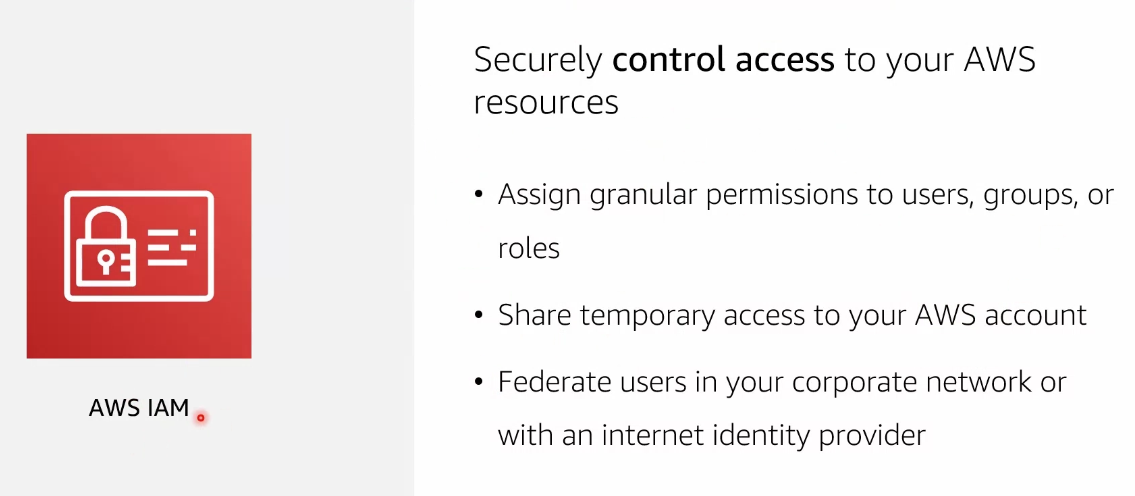 Securely control access to your AWS
resources
• Assign granular permissions to users, groups, or
roles
• Share temporary access to your AWS account
• Federate users in your corporate network or
with an internet identity provider
AWS IAM